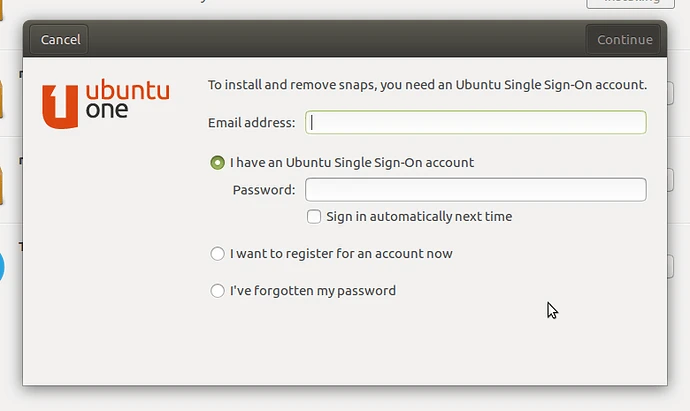 Cancel
Continue
ubuntu
one
To install and remove snaps, you need an Ubuntu Single Sign-On account.
Email address:
I have an Ubuntu Single Sign-On account
Password:
Sign in automatically next time
I want to register for an account now
I've forgotten my password